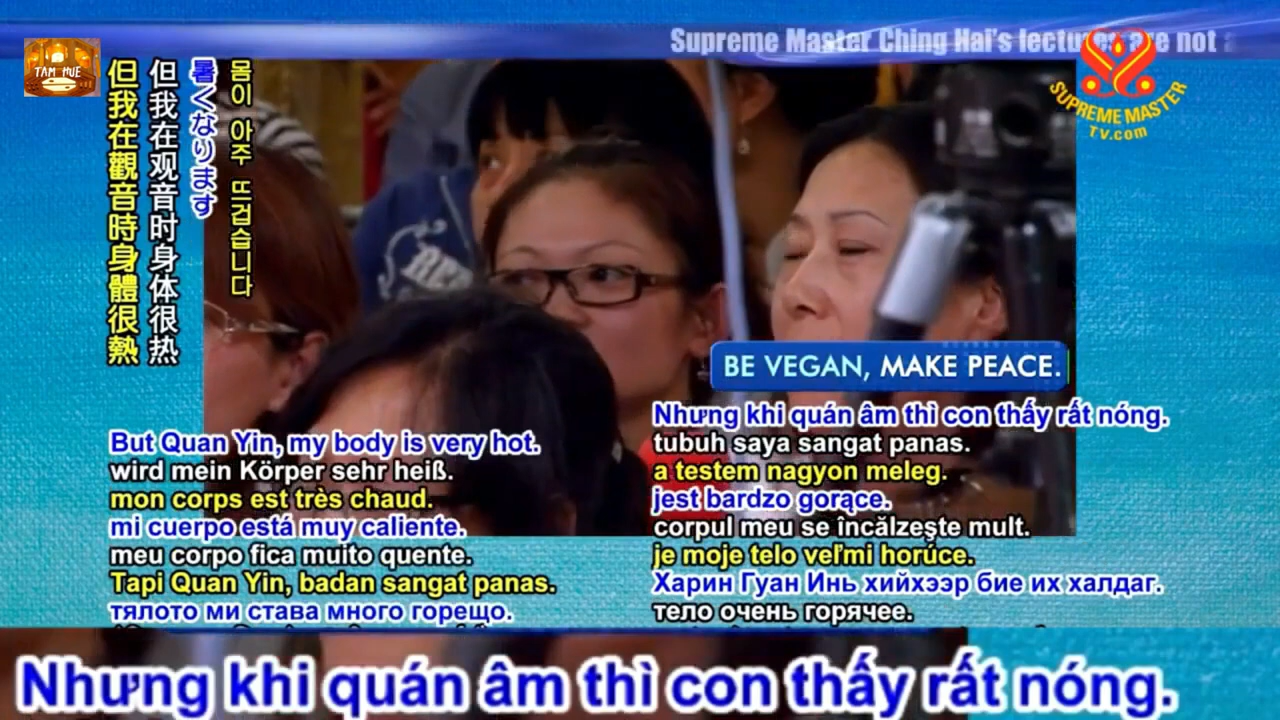 Supreme Master Ching Hai's lectures are not a
TAM HUE
SUPREME MASTER
TV.com
몸이 아주 뜨겁습니다
暑くなります
但我在观音时身体很热
但我在觀音時身體很熱
BE VEGAN, MAKE PEACE.
But Quan Yin, my body is very hot.
wird mein Körper sehr heiß.
mon corps est très chaud.
mi cuerpo está muy caliente.
meu corpo fica muito quente.
Tapi Quan Yin, badan sangat panas.
тялото ми става много горещо.
Nhưng khi quán âm thì con thấy rất nóng.
tubuh saya sangat panas.
a testem nagyon meleg.
jest bardzo gorące.
corpul meu se încălzeşte mult.
je moje telo veľmi horúce.
Харин Гуан Инь хийхээр бие их халдаг.
тело очень горячее.
Nhưng khi quán âm thì con thấy rất nóng.